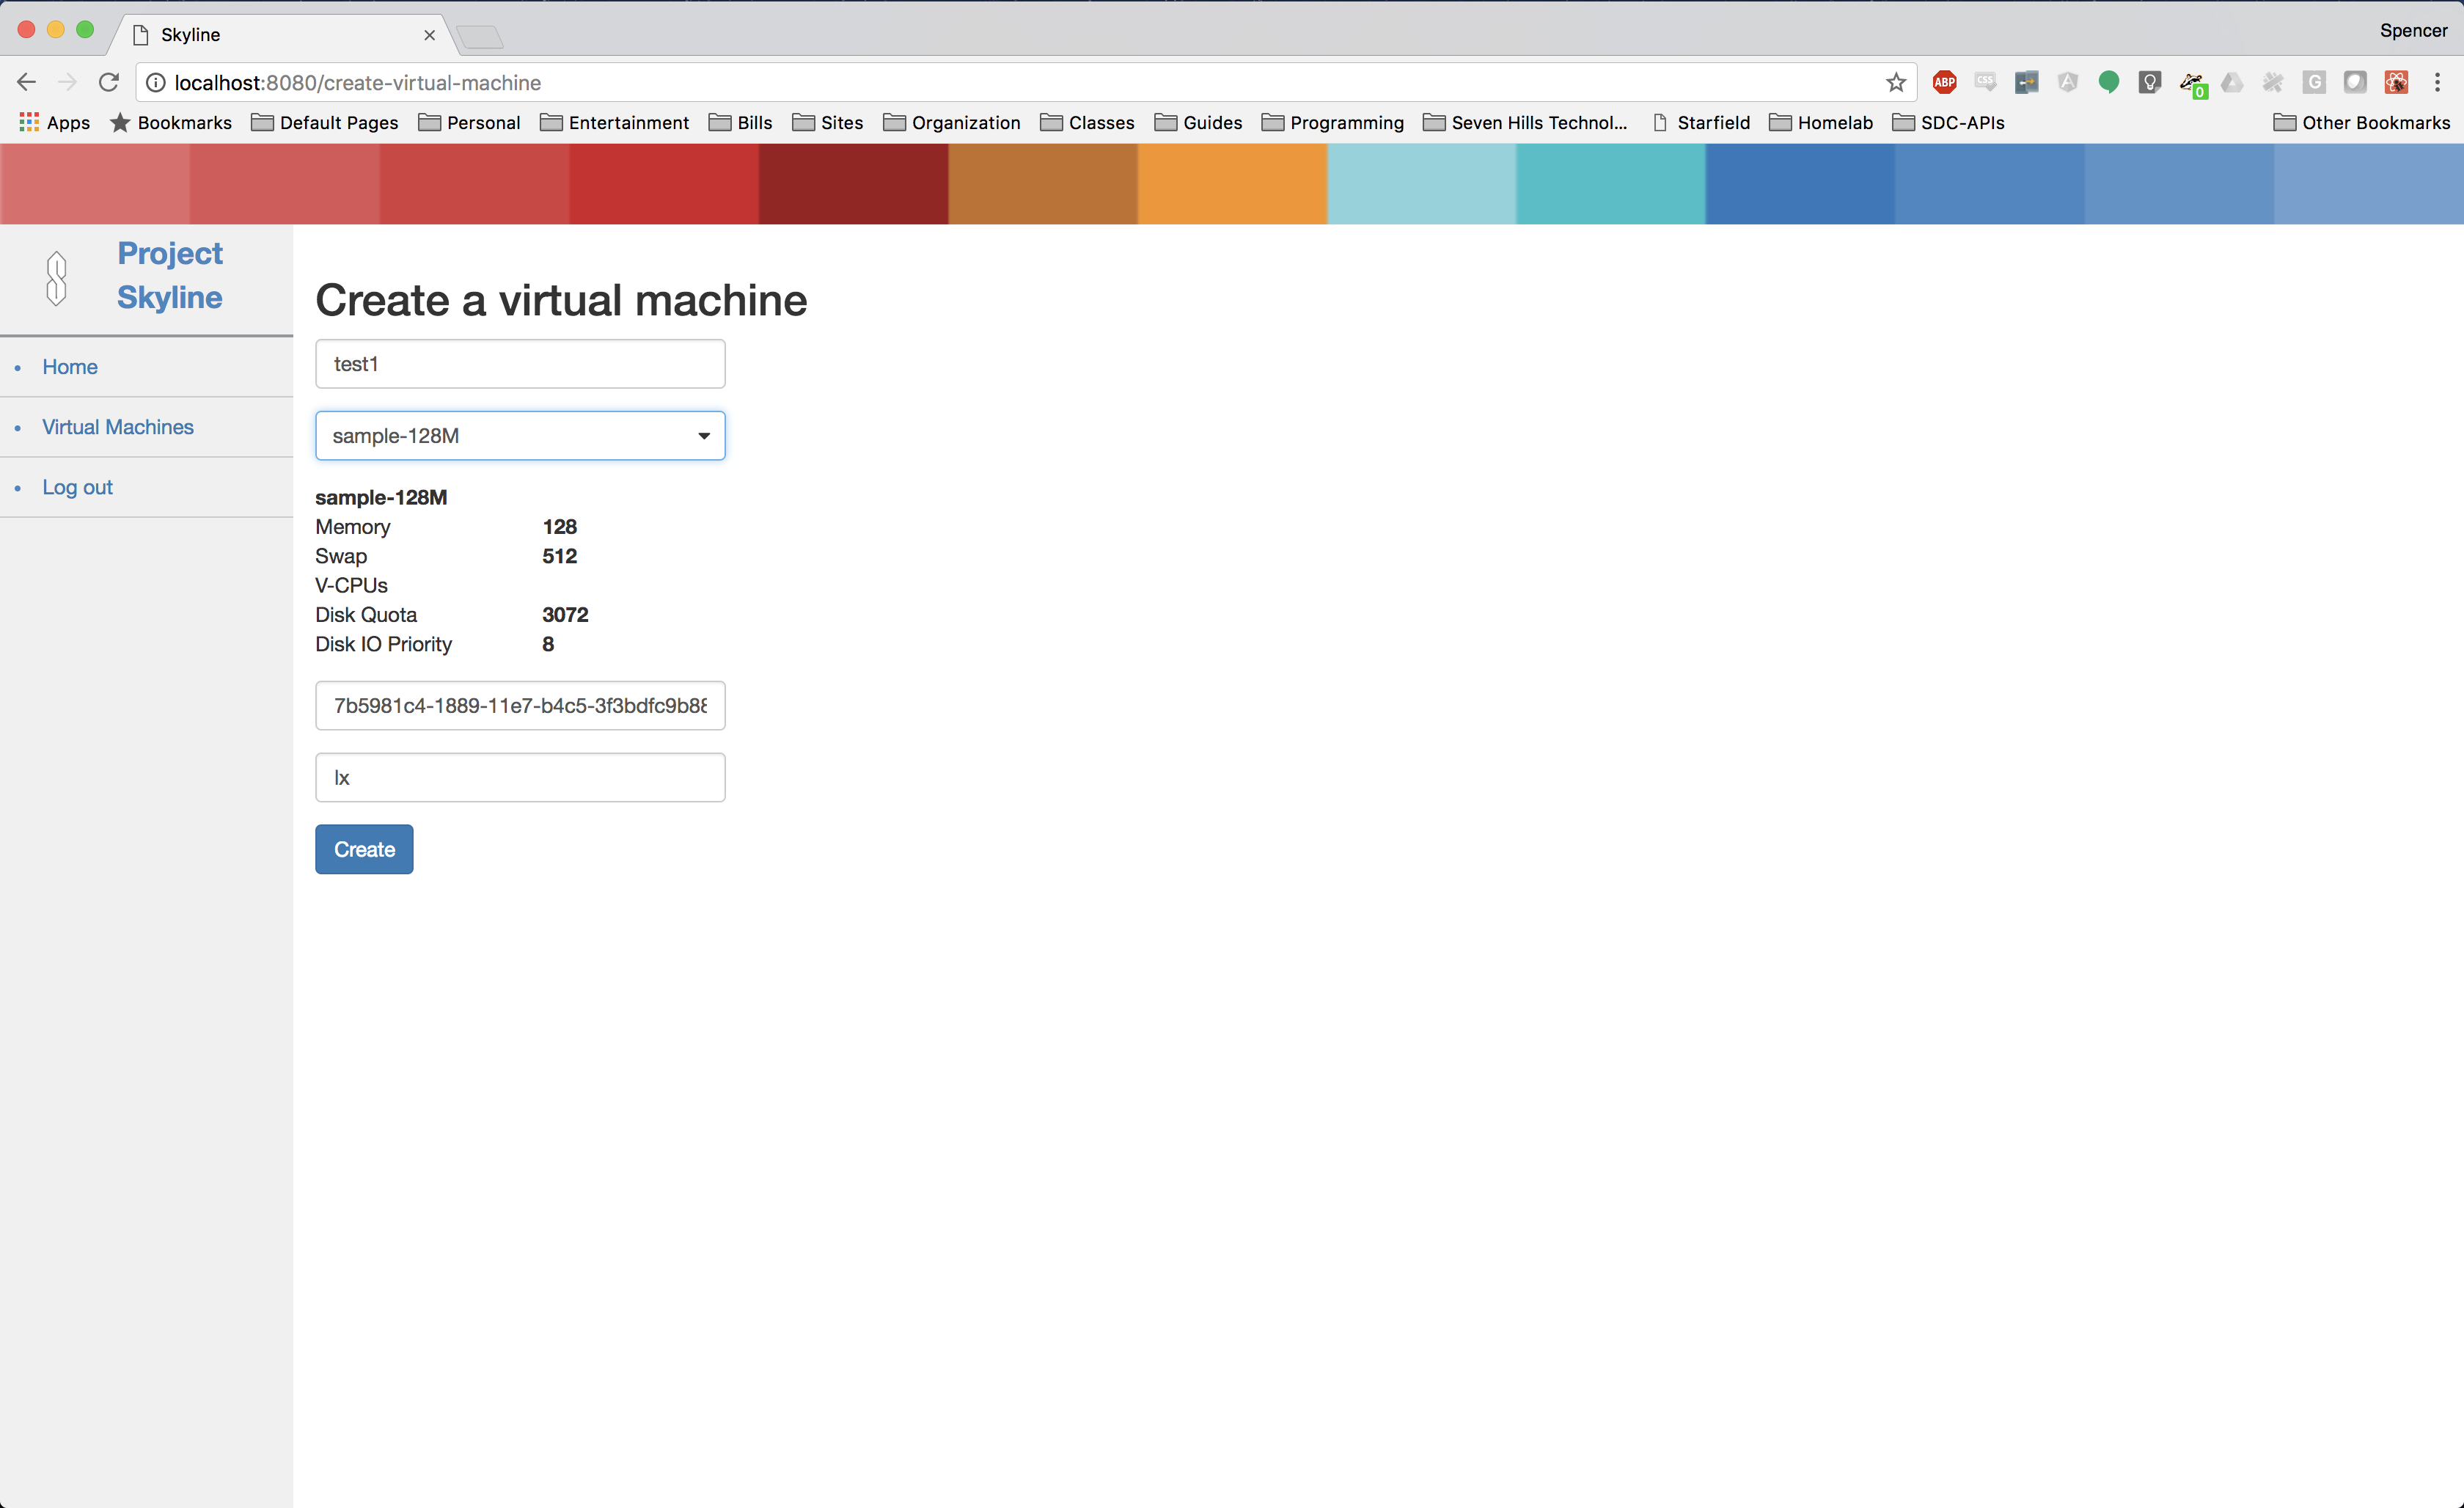 Skyline
Spencer
localhost:8080/create-virtual-machine
ABP
CSS
0
G
Apps
Bookmarks
Default Pages
Personal
Entertainment
Bills
Sites
Organization
Classes
Guides
Programming
Seven Hills Technol...
Starfield
Homelab
SDC-APIs
Other Bookmarks
Project
Skyline
Home
Virtual Machines
Log out
Create a virtual machine
test1
sample-128M
sample-128M
Memory 128
Swap 512
V-CPUs
Disk Quota 3072
Disk IO Priority 8
7b5981c4-1889-11e7-b4c5-3f3bdfc9b88
lx
Create